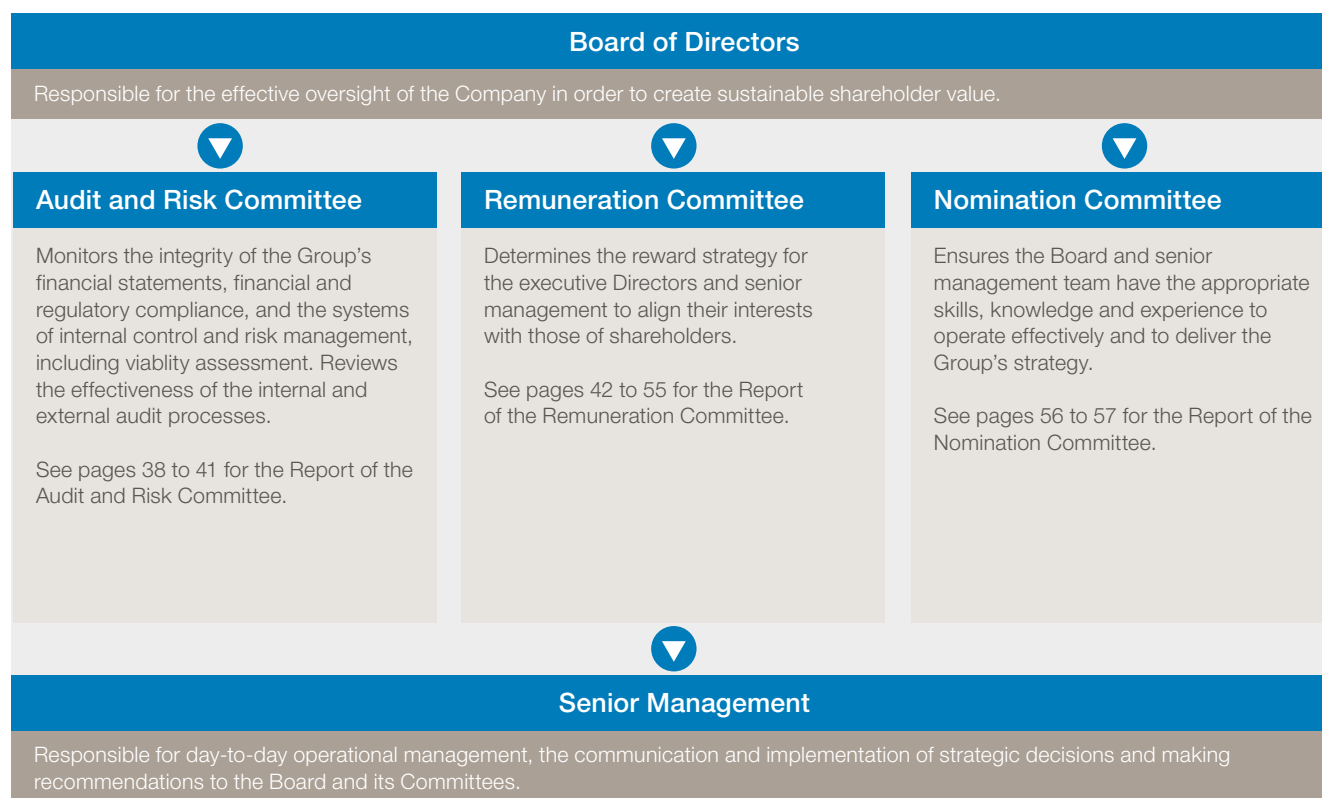 Board of Directors
Responsible for the effective oversight of the Company in order to create sustainable shareholder value.
Audit and Risk Committee
Monitors the integrity of the Group's
financial statements, financial and
regulatory compliance, and the systems
of internal control and risk management,
including viablity assessment. Reviews
the effectiveness of the internal and
external audit processes.
See pages 38 to 41 for the Report of the
Audit and Risk Committee.
Remuneration Committee
Determines the reward strategy for
the executive Directors and senior
management to align their interests
with those of shareholders.
See pages 42 to 55 for the Report
of the Remuneration Committee.
Nomination Committee
Ensures the Board and senior
management team have the appropriate
skills, knowledge and experience to
operate effectively and to deliver the
Group's strategy.
See pages 56 to 57 for the Report of the
Nomination Committee.
Senior Management
Responsible for day-to-day operational management, the communication and implementation of strategic decisions and making
recommendations to the Board and its Committees.